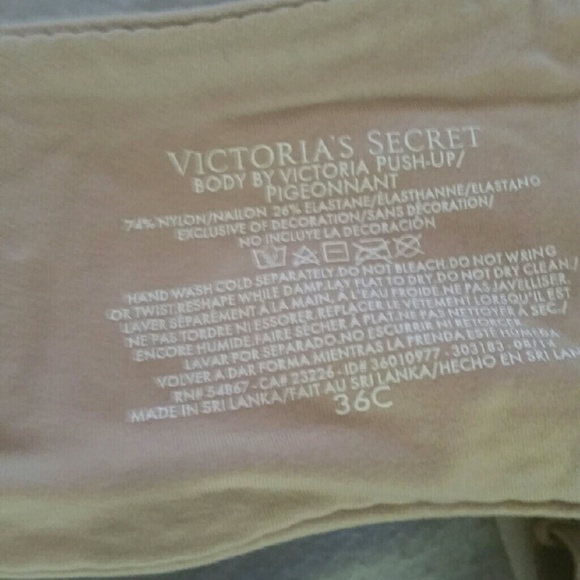 VICTORIA'S SECRET
BODY BY VICTORIA PUSH-UP/
PIGEONNANT
74% NYLON/NAILON 26% ELASTANE/ELASTHANNE/ELASTANO
EXCLUSIVE OF DECORATION/SANS DÉCORATION/
NO INCLUYE LA DECORACIÓN
HAND WASH COLD SEPARATELY.DO NOT BLEACH.DO NOT WRING
OR TWIST.RESHAPE WHILE DAMP.LAY FLAT TO DRY.DO NOT DRY CLEAN./
LAVER SÉPARÉMENT À LA MAIN, À L'EAU FROIDE.NE PAS JAVELLISER.
NE PAS TORDRE NI ESSORER.REPLACER LE VÊTEMENT LORSQU'IL EST
ENCORE HUMIDE.FAIRE SÉCHER À PLAT.NE PAS NETTOYER À SEC./
LAVAR POR SEPARADO.NO ESCURRIR NI RETORCER.
VOLVER A DAR FORMA MIENTRAS LA PRENDA ESTÉ HÚMEDA
RN# 54867-CA# 23226-ID# 36010977 - 303183 - 08/14
MADE IN SRI LANKA/FAIT AU SRI LANKA/HECHO EN SRI LAN
36C